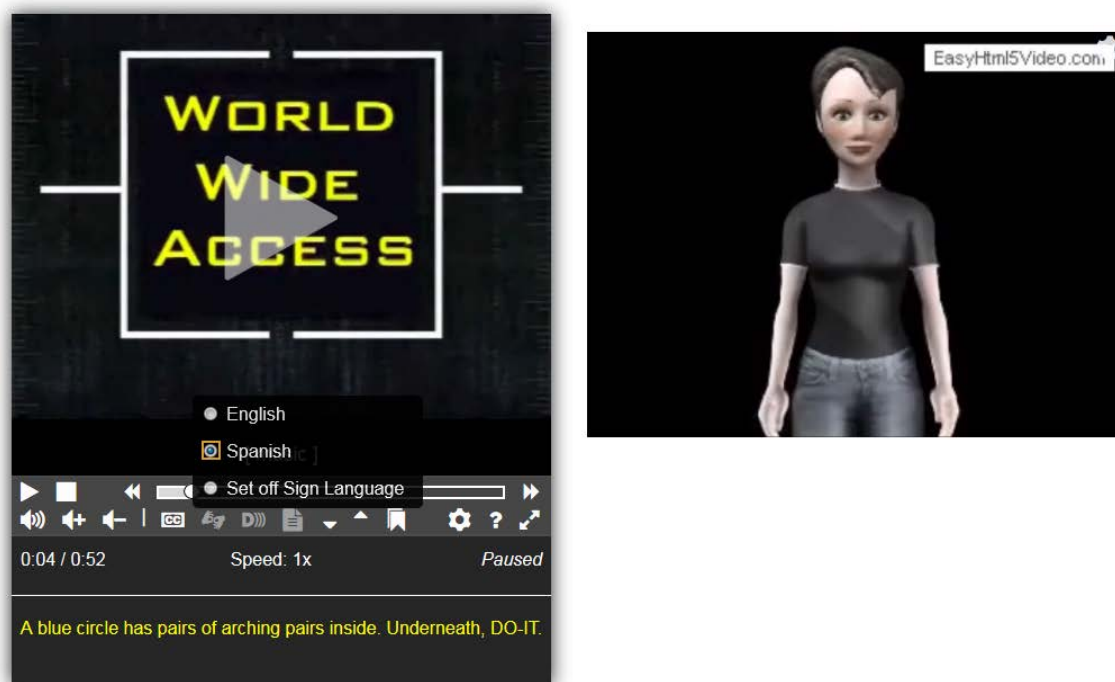 WORLD
WIDE
ACCESS
English
Spanish
Set off Sign Language
CC
D
?
0:04 / 0:52 Speed: 1x Paused
A blue circle has pairs of arching pairs inside. Underneath, DO-IT.
EasyHtml5Video.com